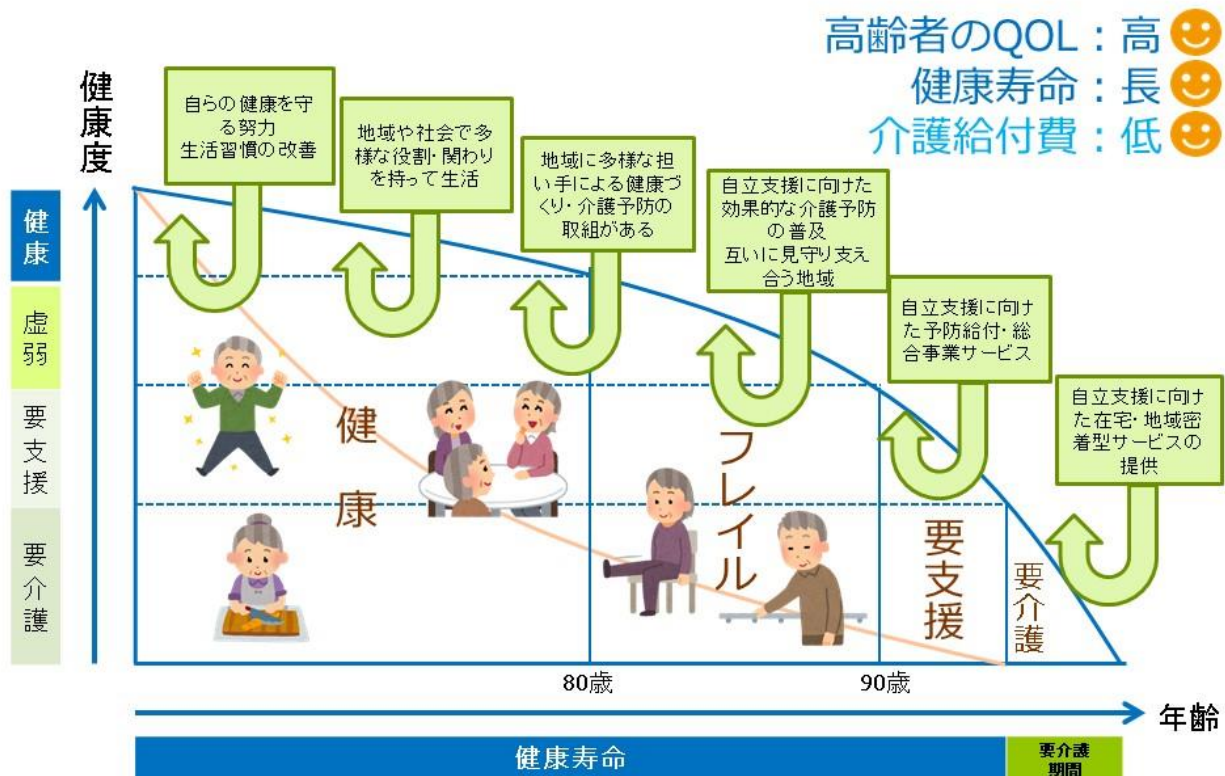 高齢者のQOL：高
健康寿命：長
介護給付費：低
健康度
自らの健康を守
る努力
生活習慣の改善
地域や社会で多
様な役割・関わり
を持って生活
地域に多様な担
い手による健康づ
くり・介護予防の
取組がある
自立支援に向けた
効果的な介護予防
の普及
互いに見守り支え
合う地域
自立支援に向け
た予防給付・総
合事業サービス
自立支援に向け
た在宅・地域密
着型サービスの
提供
健康
虚弱
要支援
要介護
健康
フレイル
要支援
要介護
80歳
90歳
年齢
健康寿命
要介護
期間